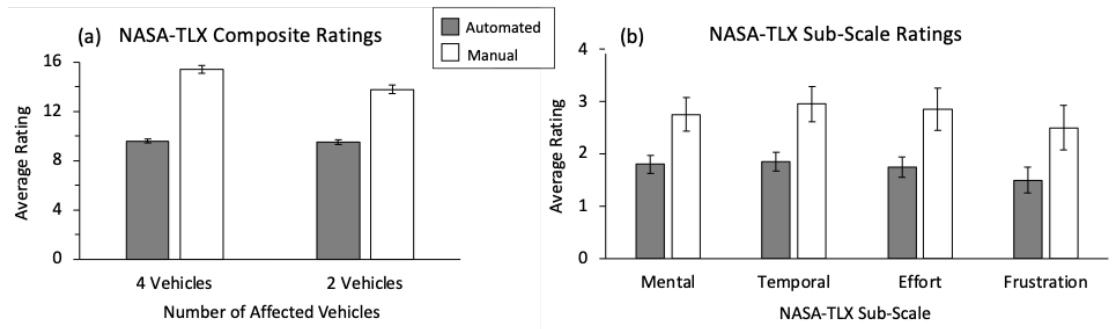 (a) NASA-TLX Composite Ratings
Automated
Manual
16
12
8
4
0
Average Rating
4 Vehicles 2 Vehicles
Number of Affected Vehicles
(b) NASA-TLX Sub-Scale Ratings
4
3
2
1
0
Average Rating
Mental Temporal Effort Frustration
NASA-TLX Sub-Scale